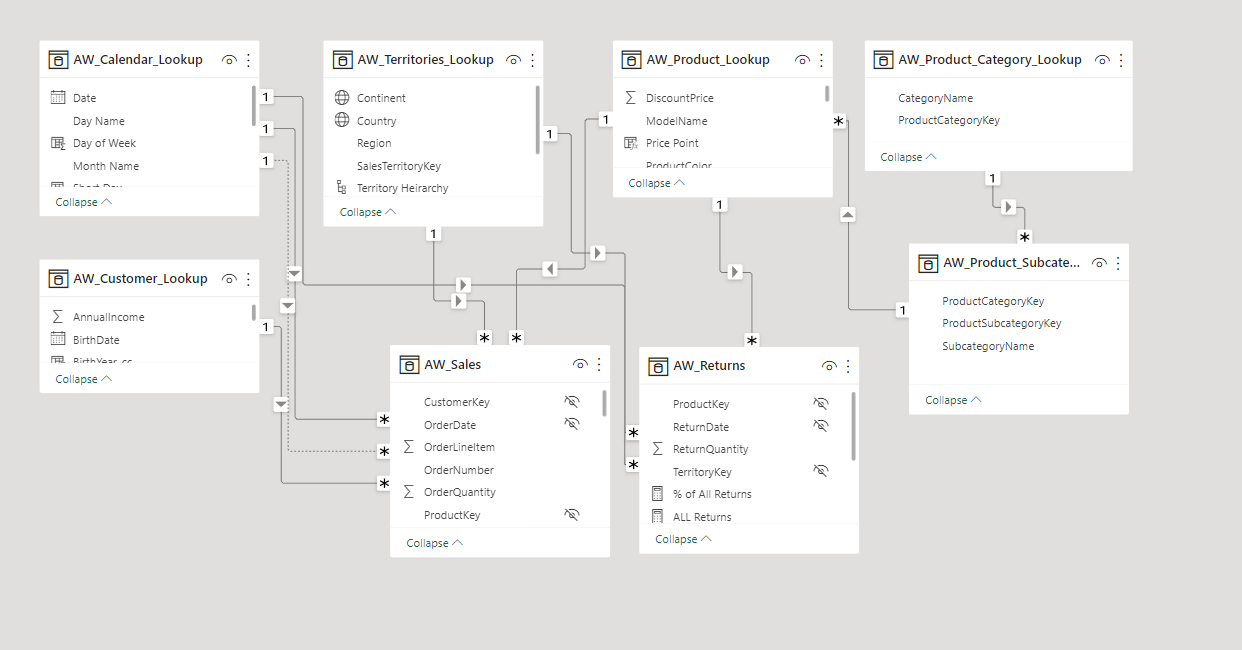 AW_Calendar_Lookup
Date
Day Name
Day of Week
Month Name
Short Day
Collapse
AW_Territories_Lookup
Continent
Country
Region
SalesTerritoryKey
Territory Heirarchy
Collapse
AW_Product_Lookup
DiscountPrice
ModelName
Price Point
ProductColor
Collapse
AW_Product_Category_Lookup
CategoryName
ProductCategoryKey
Collapse
AW_Customer_Lookup
AnnualIncome
BirthDate
Collapse
AW_Product_Subcate...
ProductCategoryKey
ProductSubcategoryKey
SubcategoryName
Collapse
AW_Sales
CustomerKey
OrderDate
OrderLineItem
OrderNumber
OrderQuantity
ProductKey
Collapse
AW_Returns
ProductKey
ReturnDate
ReturnQuantity
TerritoryKey
% of All Returns
ALL Returns
Collapse
1
1
1
1
1
1
1
1
1
1
*
*
*
*
*
*
*
*
*
*